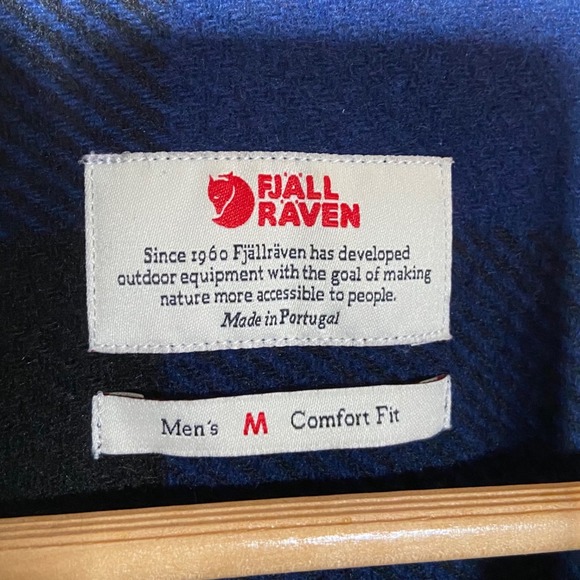 FJÄLL
RÄVEN
Since 1960 Fjällräven has developed
outdoor equipment with the goal of making
nature more accessible to people.
Made in Portugal
Men's M Comfort Fit